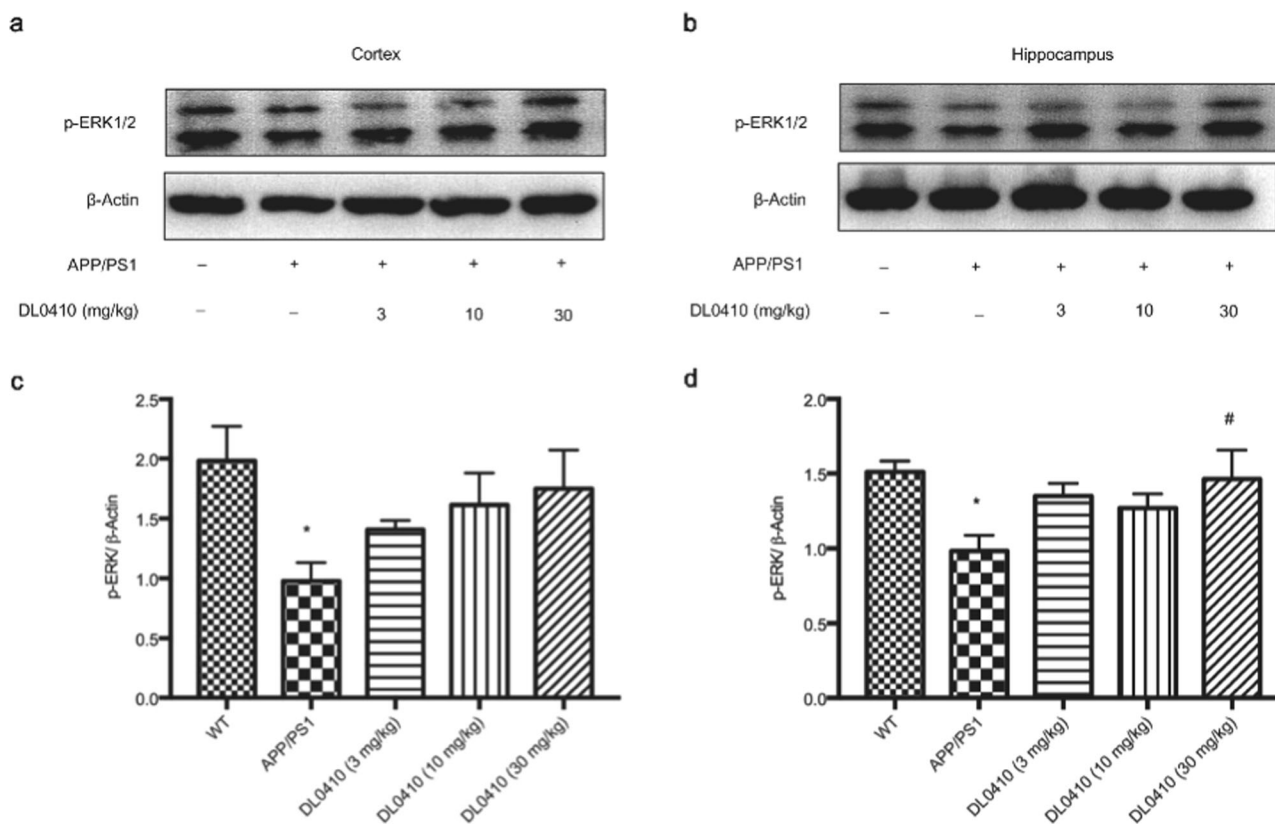 a
Cortex
p-ERK1/2
β-Actin
APP/PS1 – + + + +
DL0410 (mg/kg) – – 3 10 30
b
Hippocampus
p-ERK1/2
β-Actin
APP/PS1 – + + + +
DL0410 (mg/kg) – – 3 10 30
c
p-ERK/ β-Actin
2.5
2.0
1.5
1.0
0.5
0.0
*
WT
APP/PS1
DL0410 (3 mg/kg)
DL0410 (10 mg/kg)
DL0410 (30 mg/kg)
d
p-ERK/ β-Actin
2.0
1.5
1.0
0.5
0.0
*
#
WT
APP/PS1
DL0410 (3 mg/kg)
DL0410 (10 mg/kg)
DL0410 (30 mg/kg)